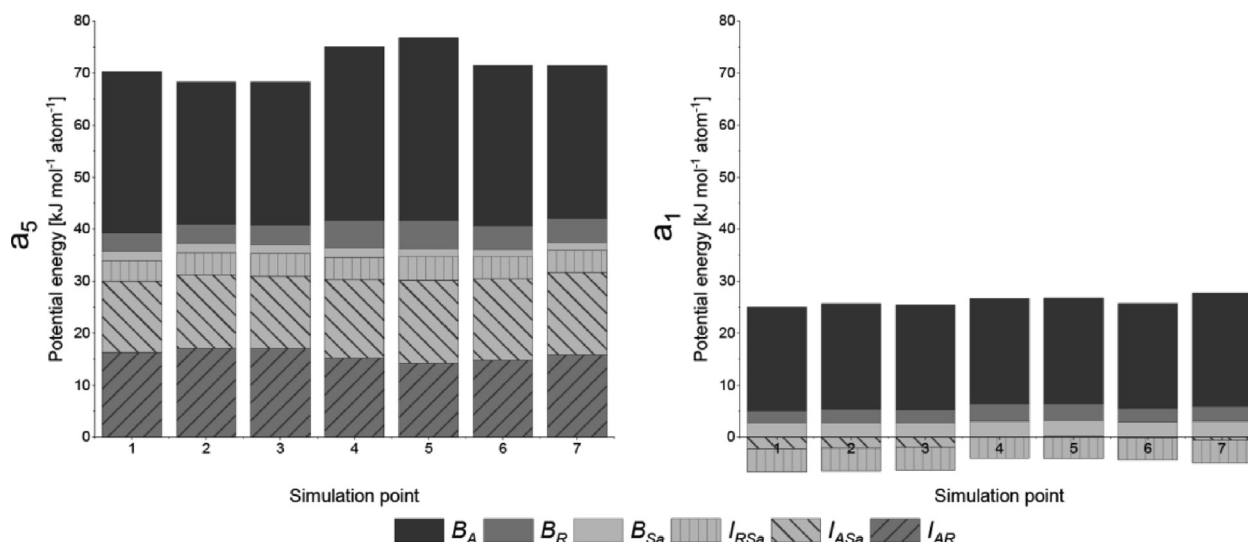 a5
Potential energy [kJ mol-1 atom-1]
80
70
60
50
40
30
20
10
0
1 2 3 4 5 6 7
Simulation point
a1
Potential energy [kJ mol-1 atom-1]
80
70
60
50
40
30
20
10
0
1 2 3 4 5 6 7
Simulation point
BA BR BSa IRSa IASa IAR